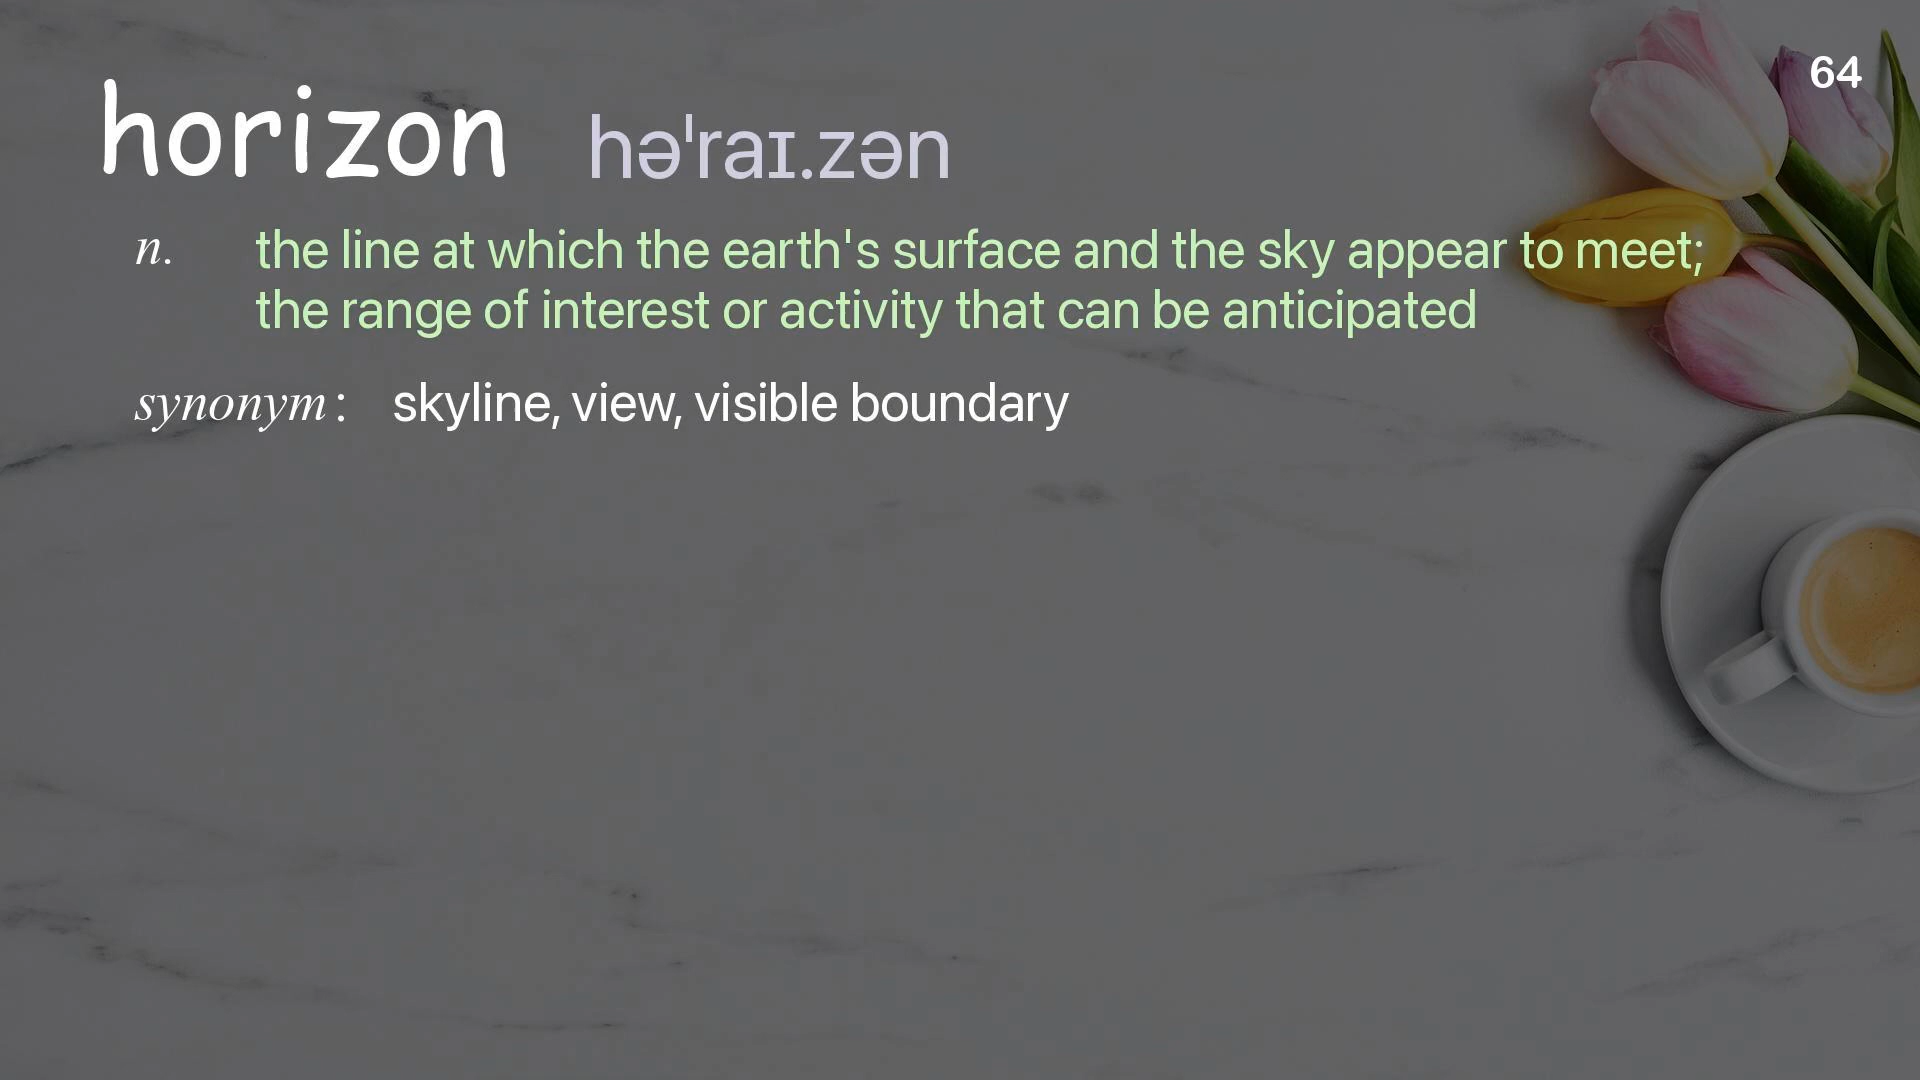 64
horizon həˈraɪ.zən
n. the line at which the earth's surface and the sky appear to meet;
the range of interest or activity that can be anticipated
synonym: skyline, view, visible boundary